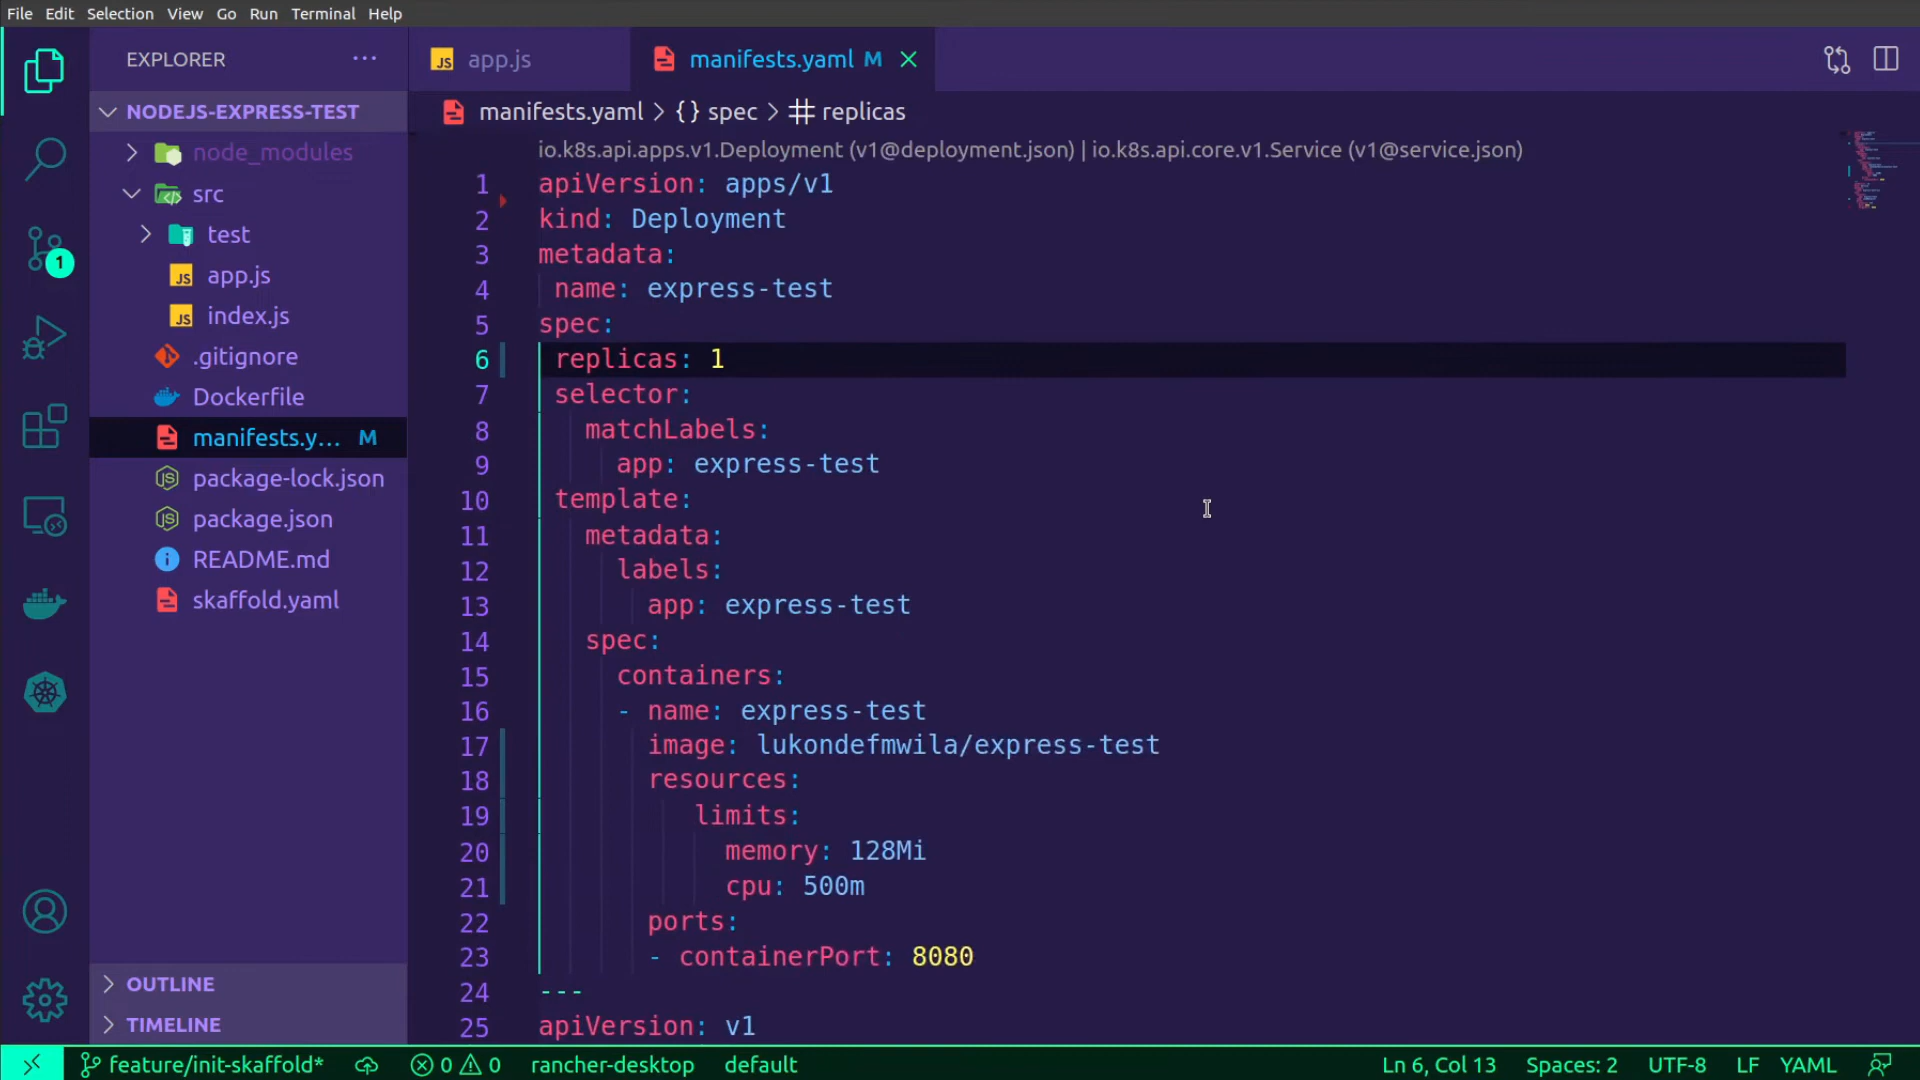 File Edit Selection View Go Run Terminal Help
EXPLORER ···
NODEJS-EXPRESS-TEST
node_modules
src
test
app.js
index.js
.gitignore
Dockerfile
manifests.y... M
package-lock.json
package.json
README.md
skaffold.yaml
OUTLINE
TIMELINE
1
app.js manifests.yaml M
manifests.yaml > {} spec > # replicas
io.k8s.api.apps.v1.Deployment (v1@deployment.json) | io.k8s.api.core.v1.Service (v1@service.json)
1 apiVersion: apps/v1
2 kind: Deployment
3 metadata:
4 name: express-test
5 spec:
6 replicas: 1
7 selector:
8 matchLabels:
9 app: express-test
10 template:
11 metadata:
12 labels:
13 app: express-test
14 spec:
15 containers:
16 - name: express-test
17 image: lukondefmwila/express-test
18 resources:
19 limits:
20 memory: 128Mi
21 cpu: 500m
22 ports:
23 - containerPort: 8080
24 ---
25 apiVersion: v1
feature/init-skaffold* 0 0 rancher-desktop default Ln 6, Col 13 Spaces: 2 UTF-8 LF YAML